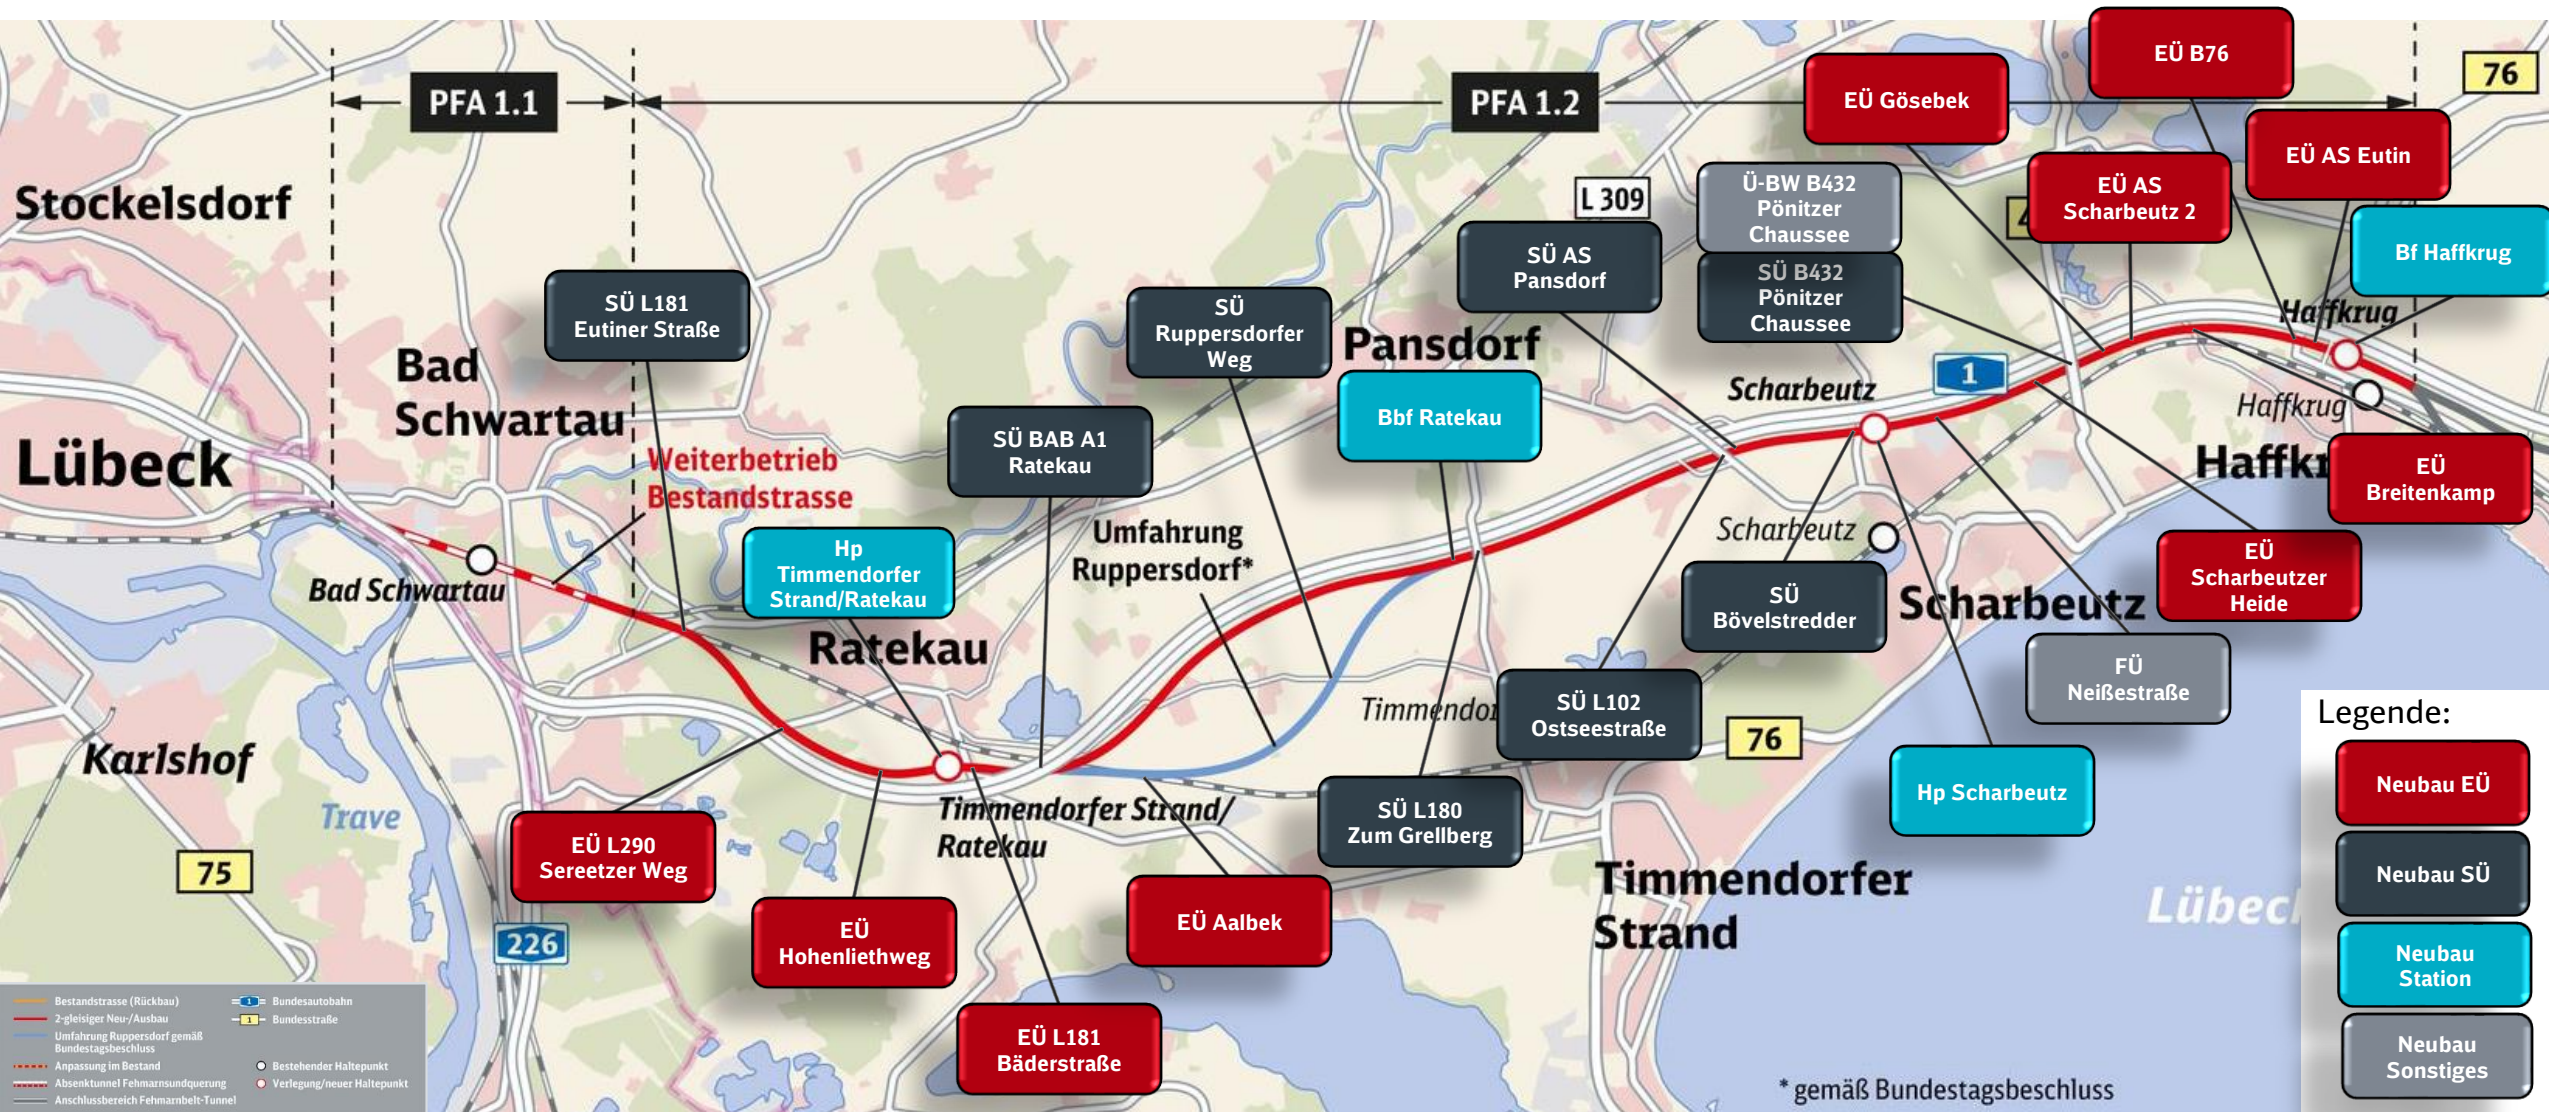 PFA 1.1
PFA 1.2
EÜ Gösebek
EÜ B76
76
EÜ AS Eutin
EÜ AS
Scharbeutz 2
Bf Haffkrug
Stockelsdorf
L 309
Ü-BW B432
Pönitzer
Chaussee
SÜ AS
Pansdorf
SÜ B432
Pönitzer
Chaussee
SÜ L181
Eutiner Straße
SÜ
Ruppersdorfer
Weg
Pansdorf
Haffkrug
Bad
Schwartau
1
Scharbeutz
Haffkrug
Bbf Ratekau
SÜ BAB A1
Ratekau
Lübeck
Weiterbetrieb
Bestandstrasse
EÜ
Breitenkamp
Scharbeutz
Umfahrung
Ruppersdorf*
Hp
Timmendorfer
Strand/Ratekau
Bad Schwartau
EÜ
Scharbeutzer
Heide
Scharbeutz
SÜ
Bövelstredder
Ratekau
FÜ
Neißestraße
SÜ L102
Ostseestraße
76
Karlshof
Trave
Timmendorfer Strand/
Ratekau
SÜ L180
Zum Grellberg
Hp Scharbeutz
EÜ L290
Sereetzer Weg
75
226
EÜ
Hohenliethweg
EÜ Aalbek
EÜ L181
Bäderstraße
Timmendorfer
Strand
Legende:
Neubau EÜ
Neubau SÜ
Neubau
Station
Neubau
Sonstiges
* gemäß Bundestagsbeschluss
Bestandstrasse (Rückbau)
2-gleisiger Neu-/Ausbau
Umfahrung Ruppersdorf gemäß
Bundestagsbeschluss
Anpassung im Bestand
Absenktunnel Fehmarnsundquerung
Anschlussbereich Fehmarnbelt-Tunnel
1 Bundesautobahn
1 Bundesstraße
Bestehender Haltepunkt
Verlegung/neuer Haltepunkt